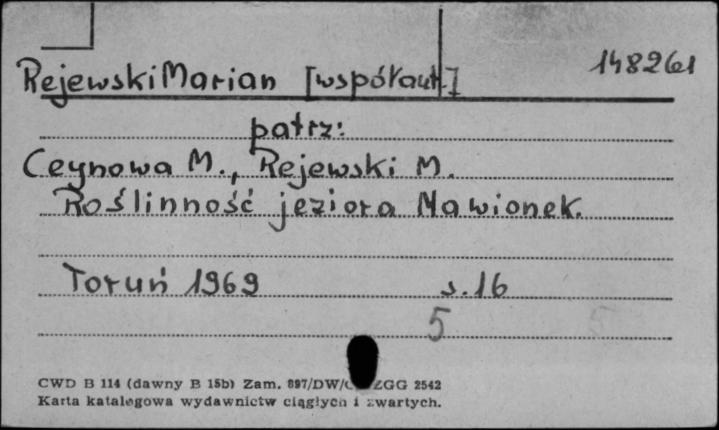 Rejewski Marian [współaut.] 148261
patrz:
Ceynowa M., Rejewski M.
Roślinność jeziora Nawionek.
Toruń 1969 s. 16
5
CWD B 114 (dawny B 15b) Zam. 897/DW/ ZGG 2542
Karta katalogowa wydawnictw ciągłych i zwartych.